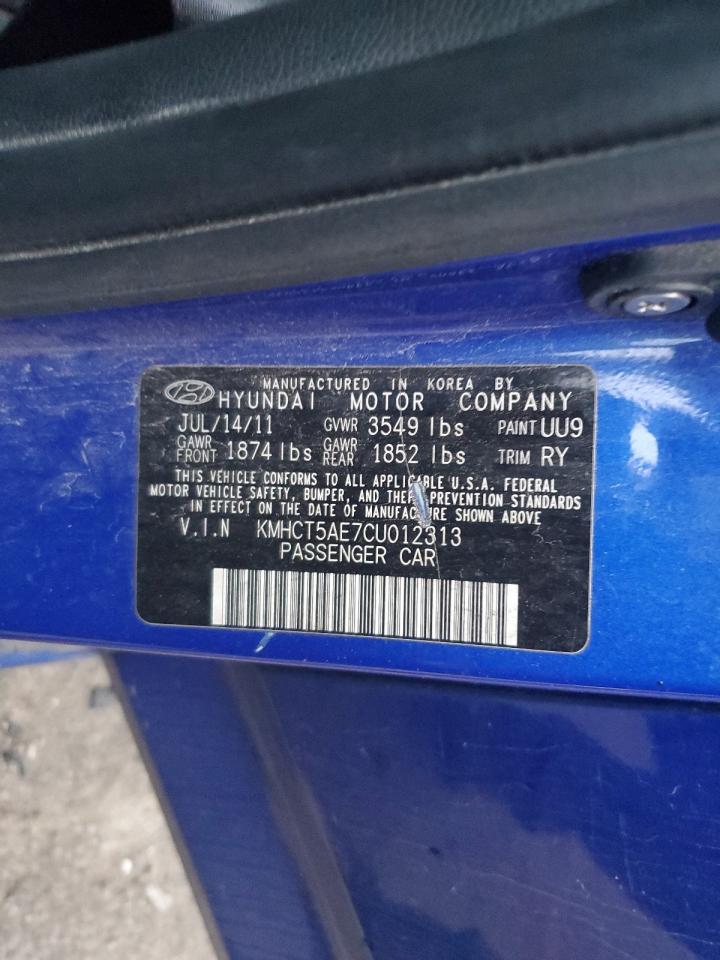 MANUFACTURED IN KOREA BY
HYUNDAI MOTOR COMPANY
JUL/14/11 GVWR 3549 lbs PAINT UU9
GAWR FRONT 1874 lbs GAWR REAR 1852 lbs TRIM RY
THIS VEHICLE CONFORMS TO ALL APPLICABLE U.S.A. FEDERAL
MOTOR VEHICLE SAFETY, BUMPER, AND THEFT PREVENTION STANDARDS
IN EFFECT ON THE DATE OF MANUFACTURE SHOWN ABOVE
V.I.N KMHCT5AE7CU012313
PASSENGER CAR